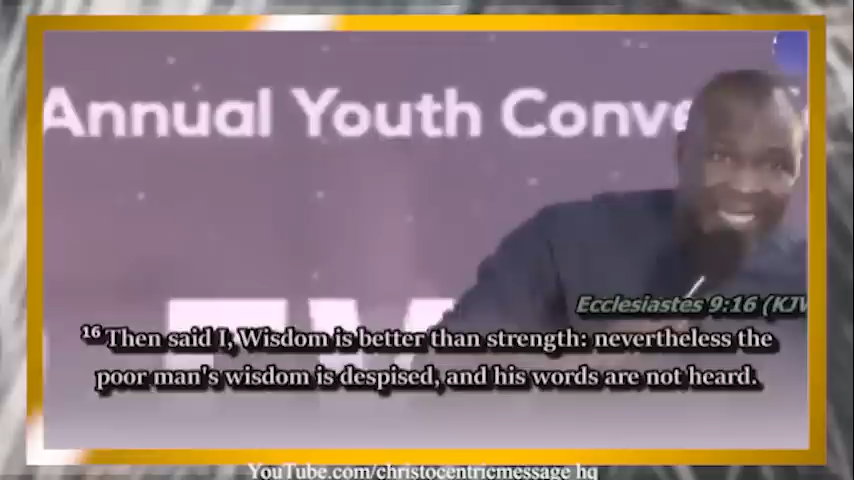 Annual Youth Conve
Ecclesiastes 9:16 (KJV
16 Then said I, Wisdom is better than strength: nevertheless the
poor man's wisdom is despised, and his words are not heard.
YouTube.com/christocentricmessage hq